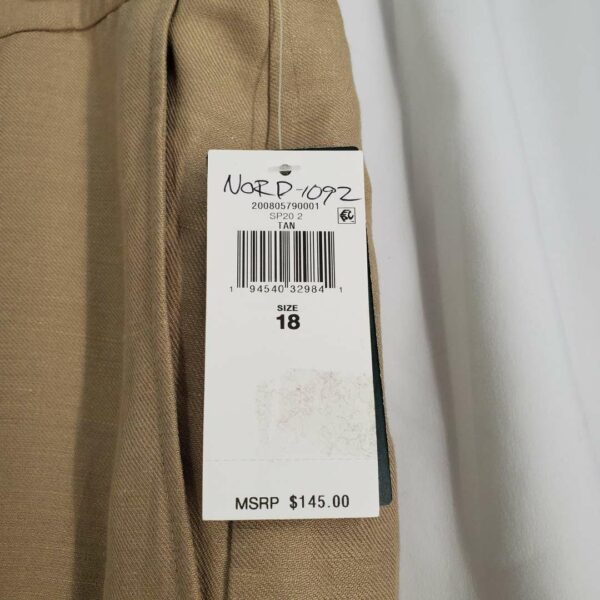 NORD-1092
200805790001
SP20 2
TAN
1 94540 32984 1
SIZE
18
MSRP $145.00